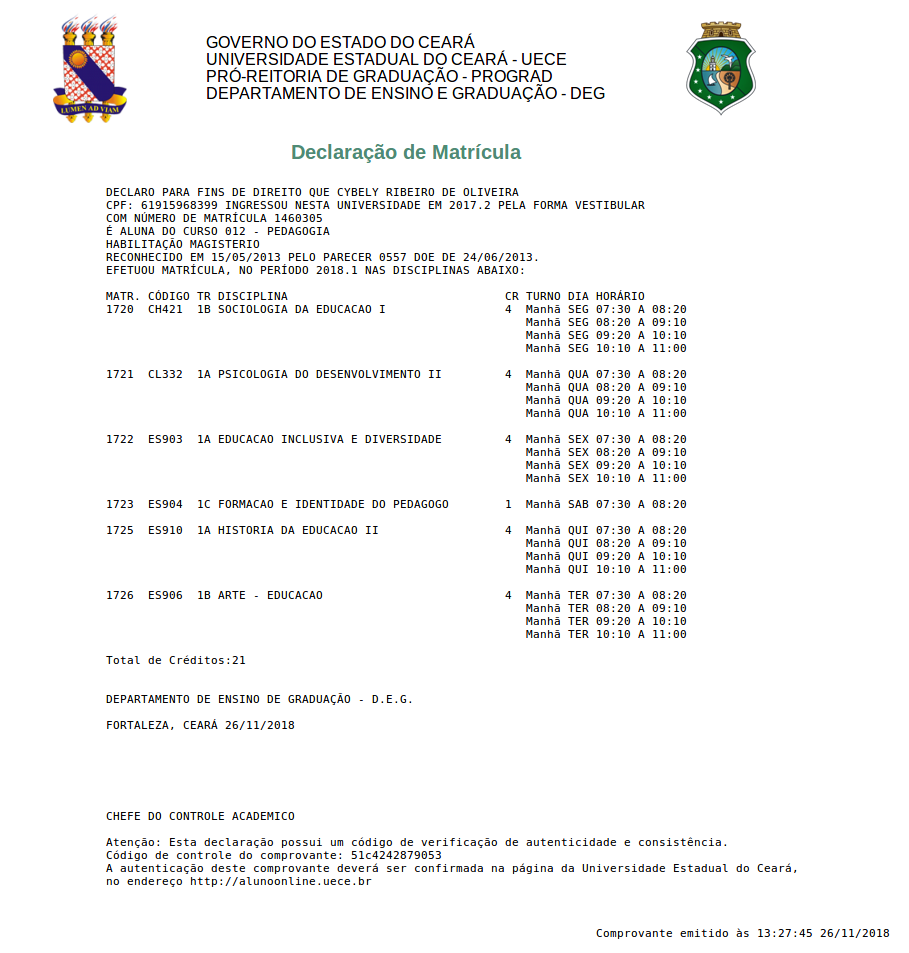 GOVERNO DO ESTADO DO CEARÁ
UNIVERSIDADE ESTADUAL DO CEARÁ - UECE
PRÓ-REITORIA DE GRADUAÇÃO - PROGRAD
DEPARTAMENTO DE ENSINO E GRADUAÇÃO - DEG
LUMEN AD VIAM
Declaração de Matrícula
DECLARO PARA FINS DE DIREITO QUE CYBELY RIBEIRO DE OLIVEIRA
CPF: 61915968399 INGRESSOU NESTA UNIVERSIDADE EM 2017.2 PELA FORMA VESTIBULAR
COM NÚMERO DE MATRÍCULA 1460305
É ALUNA DO CURSO 012 - PEDAGOGIA
HABILITAÇÃO MAGISTERIO
RECONHECIDO EM 15/05/2013 PELO PARECER 0557 DOE DE 24/06/2013.
EFETUOU MATRÍCULA, NO PERÍODO 2018.1 NAS DISCIPLINAS ABAIXO:
MATR. CÓDIGO TR DISCIPLINA CR TURNO DIA HORÁRIO
1720 CH421 1B SOCIOLOGIA DA EDUCACAO I 4 Manhã SEG 07:30 A 08:20
Manhã SEG 08:20 A 09:10
Manhã SEG 09:20 A 10:10
Manhã SEG 10:10 A 11:00
1721 CL332 1A PSICOLOGIA DO DESENVOLVIMENTO II 4 Manhã QUA 07:30 A 08:20
Manhã QUA 08:20 A 09:10
Manhã QUA 09:20 A 10:10
Manhã QUA 10:10 A 11:00
1722 ES903 1A EDUCACAO INCLUSIVA E DIVERSIDADE 4 Manhã SEX 07:30 A 08:20
Manhã SEX 08:20 A 09:10
Manhã SEX 09:20 A 10:10
Manhã SEX 10:10 A 11:00
1723 ES904 1C FORMACAO E IDENTIDADE DO PEDAGOGO 1 Manhã SAB 07:30 A 08:20
1725 ES910 1A HISTORIA DA EDUCACAO II 4 Manhã QUI 07:30 A 08:20
Manhã QUI 08:20 A 09:10
Manhã QUI 09:20 A 10:10
Manhã QUI 10:10 A 11:00
1726 ES906 1B ARTE - EDUCACAO 4 Manhã TER 07:30 A 08:20
Manhã TER 08:20 A 09:10
Manhã TER 09:20 A 10:10
Manhã TER 10:10 A 11:00
Total de Créditos:21
DEPARTAMENTO DE ENSINO DE GRADUAÇÃO - D.E.G.
FORTALEZA, CEARÁ 26/11/2018
CHEFE DO CONTROLE ACADEMICO
Atenção: Esta declaração possui um código de verificação de autenticidade e consistência.
Código de controle do comprovante: 51c4242879053
A autenticação deste comprovante deverá ser confirmada na página da Universidade Estadual do Ceará,
no endereço http://alunoonline.uece.br
Comprovante emitido às 13:27:45 26/11/2018